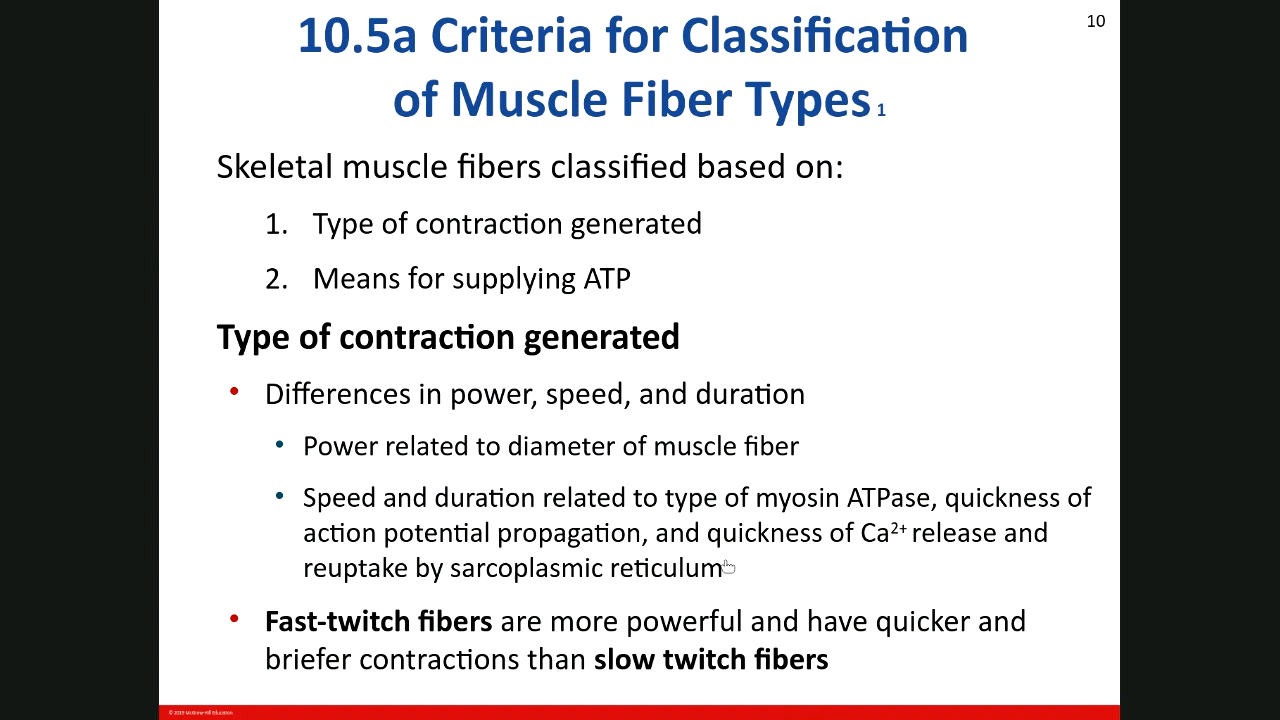 10
10.5a Criteria for Classification
of Muscle Fiber Types 1
Skeletal muscle fibers classified based on:
1. Type of contraction generated
2. Means for supplying ATP
Type of contraction generated
• Differences in power, speed, and duration
• Power related to diameter of muscle fiber
• Speed and duration related to type of myosin ATPase, quickness of
action potential propagation, and quickness of Ca²⁺ release and
reuptake by sarcoplasmic reticulum
• Fast-twitch fibers are more powerful and have quicker and
briefer contractions than slow twitch fibers
© 2019 McGraw-Hill Education